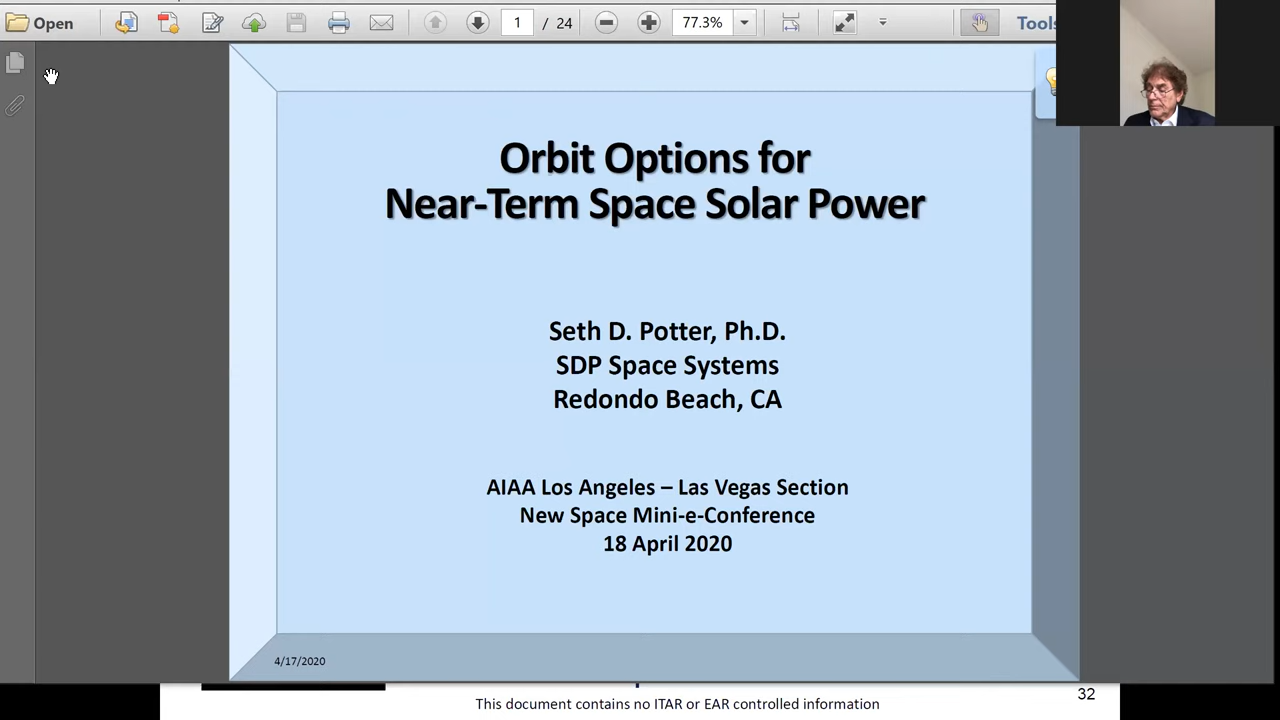 Open
1 / 24
77.3%
Tools
Orbit Options for
Near-Term Space Solar Power
Seth D. Potter, Ph.D.
SDP Space Systems
Redondo Beach, CA
AIAA Los Angeles – Las Vegas Section
New Space Mini-e-Conference
18 April 2020
4/17/2020
32
This document contains no ITAR or EAR controlled information